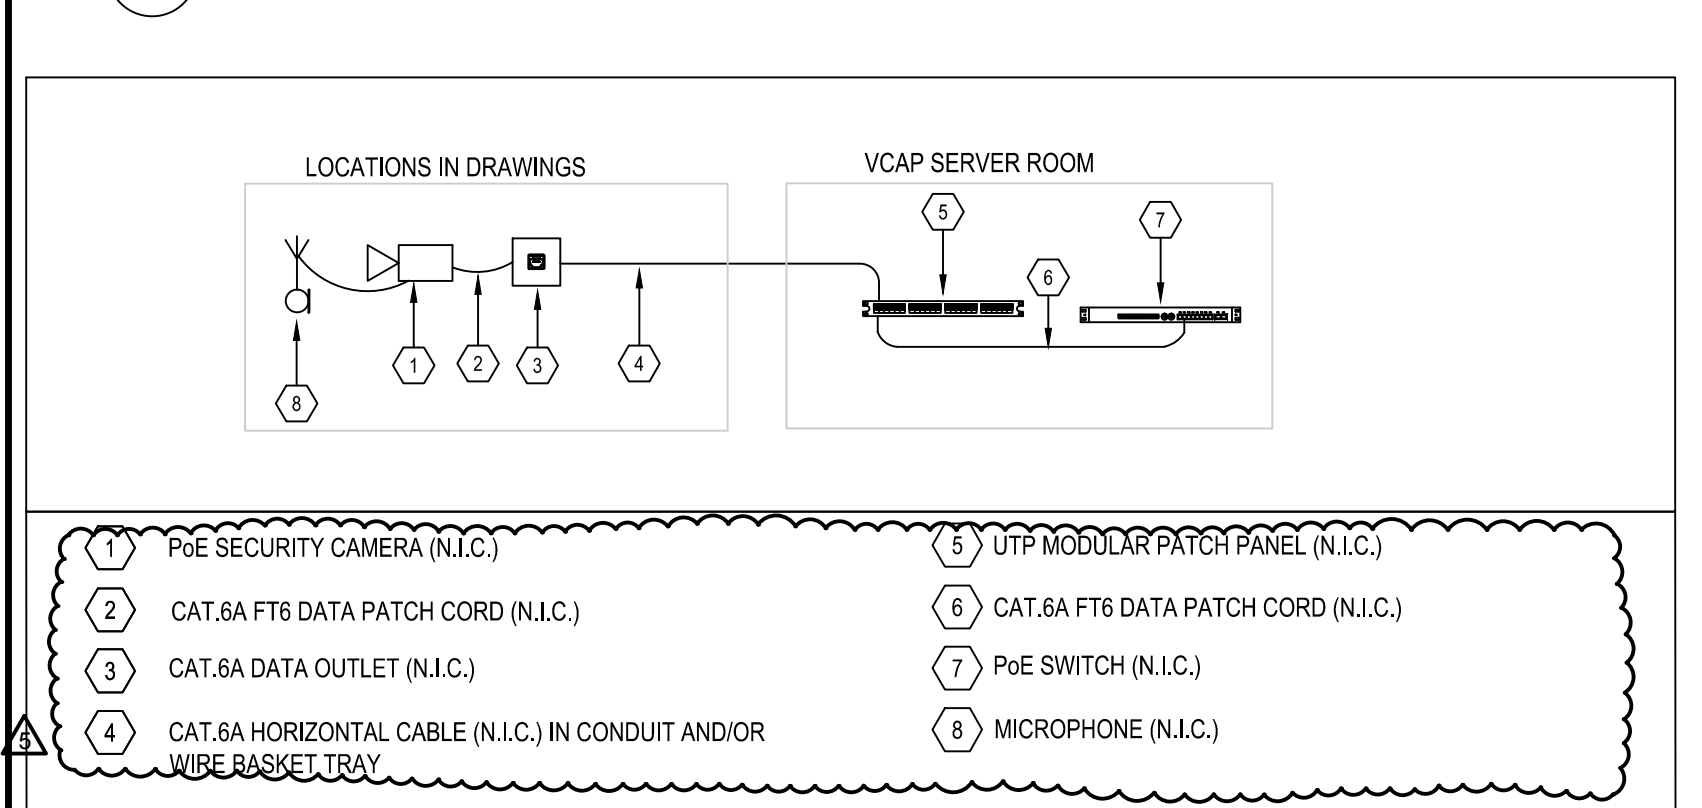 LOCATIONS IN DRAWINGS
VCAP SERVER ROOM
5
7
6
1
2
3
4
8
1 PoE SECURITY CAMERA (N.I.C.)
2 CAT.6A FT6 DATA PATCH CORD (N.I.C.)
3 CAT.6A DATA OUTLET (N.I.C.)
4 CAT.6A HORIZONTAL CABLE (N.I.C.) IN CONDUIT AND/OR
WIRE BASKET TRAY
5 UTP MODULAR PATCH PANEL (N.I.C.)
6 CAT.6A FT6 DATA PATCH CORD (N.I.C.)
7 PoE SWITCH (N.I.C.)
8 MICROPHONE (N.I.C.)
5